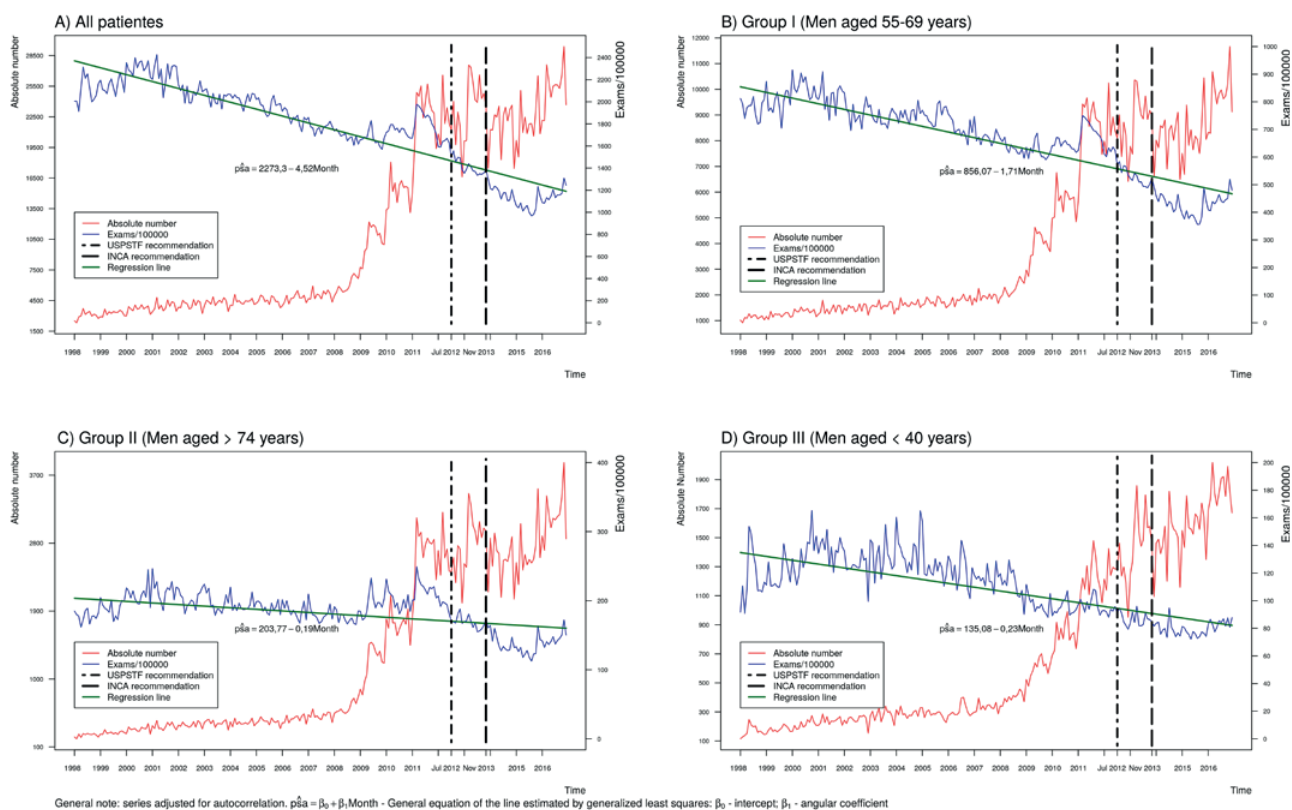 A) All patientes
Absolute number
28500
25500
22500
19500
16500
13500
10500
7500
4500
1500
2400
2200
2000
1800
1600
1400
1200
1000
800
600
400
200
0
Exams/100000
p̂sa = 2273,3 − 4,52Month
Absolute number
Exams/100000
USPSTF recommendation
INCA recommendation
Regression line
1998 1999 2000 2001 2002 2003 2004 2005 2006 2007 2008 2009 2010 2011 Jul 2012 Nov 2013 2015 2016
Time
B) Group I (Men aged 55-69 years)
Absolute number
12000
11000
10000
9000
8000
7000
6000
5000
4000
3000
2000
1000
1000
900
800
700
600
500
400
300
200
100
0
Exams/100000
p̂sa = 856,07 − 1,71Month
Absolute number
Exams/100000
USPSTF recommendation
INCA recommendation
Regression line
1998 1999 2000 2001 2002 2003 2004 2005 2006 2007 2008 2009 2010 2011 Jul 2012 Nov 2013 2015 2016
Time
C) Group II (Men aged > 74 years)
Absolute number
3700
2800
1900
1000
100
400
300
200
100
0
Exams/100000
p̂sa = 203,77 − 0,19Month
Absolute number
Exams/100000
USPSTF recommendation
INCA recommendation
Regression line
1998 1999 2000 2001 2002 2003 2004 2005 2006 2007 2008 2009 2010 2011 Jul 2012 Nov 2013 2015 2016
Time
D) Group III (Men aged < 40 years)
Absolute Number
1900
1700
1500
1300
1100
900
700
500
300
100
200
180
160
140
120
100
80
60
40
20
0
Exams/100000
p̂sa = 135,08 − 0,23Month
Absolute number
Exams/100000
USPSTF recommendation
INCA recommendation
Regression line
1998 1999 2000 2001 2002 2003 2004 2005 2006 2007 2008 2009 2010 2011 Jul 2012 Nov 2013 2015 2016
Time
General note: series adjusted for autocorrelation. p̂sa = β₀ + β₁Month - General equation of the line estimated by generalized least squares: β₀ - intercept; β₁ - angular coefficient